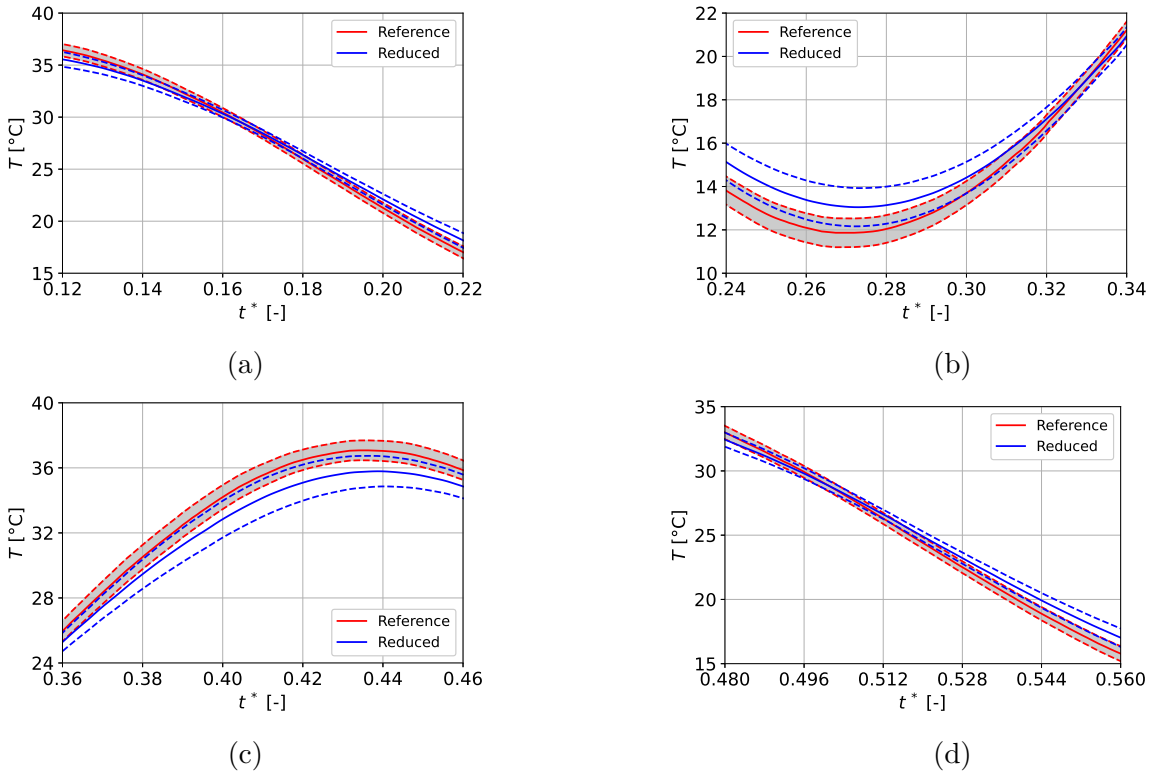 40
35
30
25
20
15
T [°C]
0.12 0.14 0.16 0.18 0.20 0.22
t* [-]
Reference
Reduced
(a)
22
20
18
16
14
12
10
T [°C]
0.24 0.26 0.28 0.30 0.32 0.34
t* [-]
Reference
Reduced
(b)
40
36
32
28
24
T [°C]
0.36 0.38 0.40 0.42 0.44 0.46
t* [-]
Reference
Reduced
(c)
35
30
25
20
15
T [°C]
0.480 0.496 0.512 0.528 0.544 0.560
t* [-]
Reference
Reduced
(d)